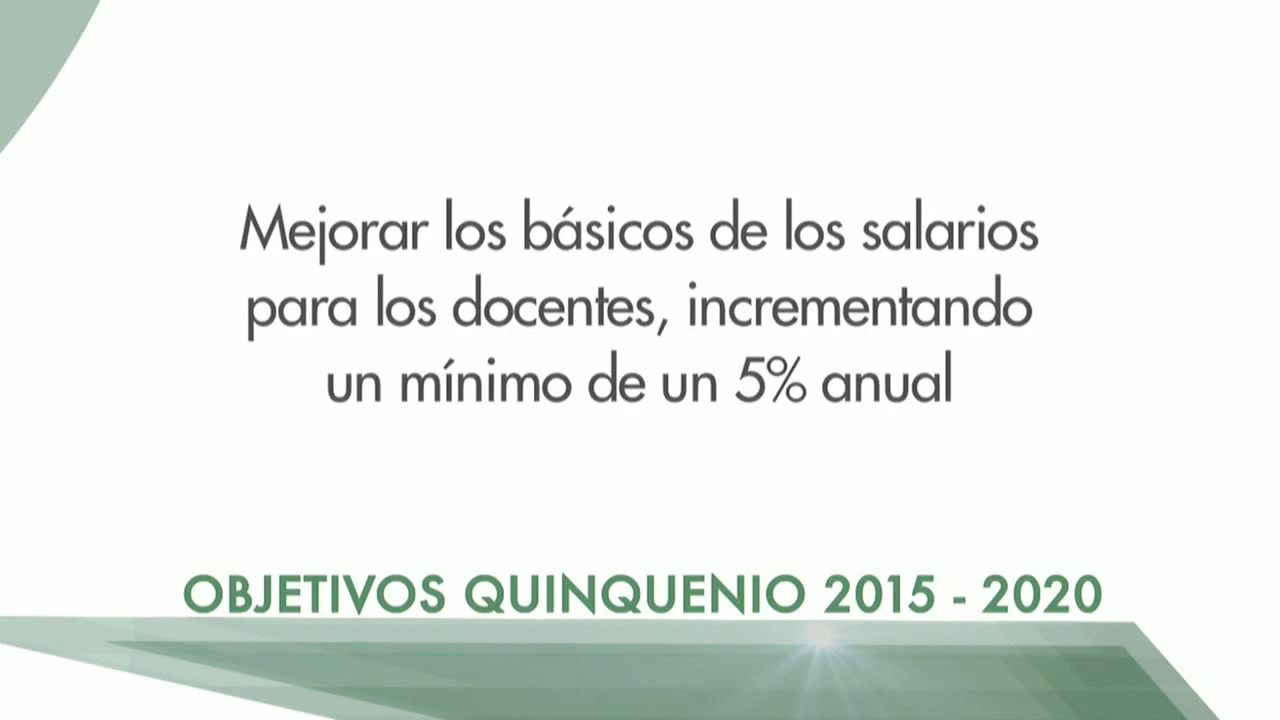 Mejorar los básicos de los salarios
para los docentes, incrementando
un mínimo de un 5% anual
OBJETIVOS QUINQUENIO 2015 - 2020